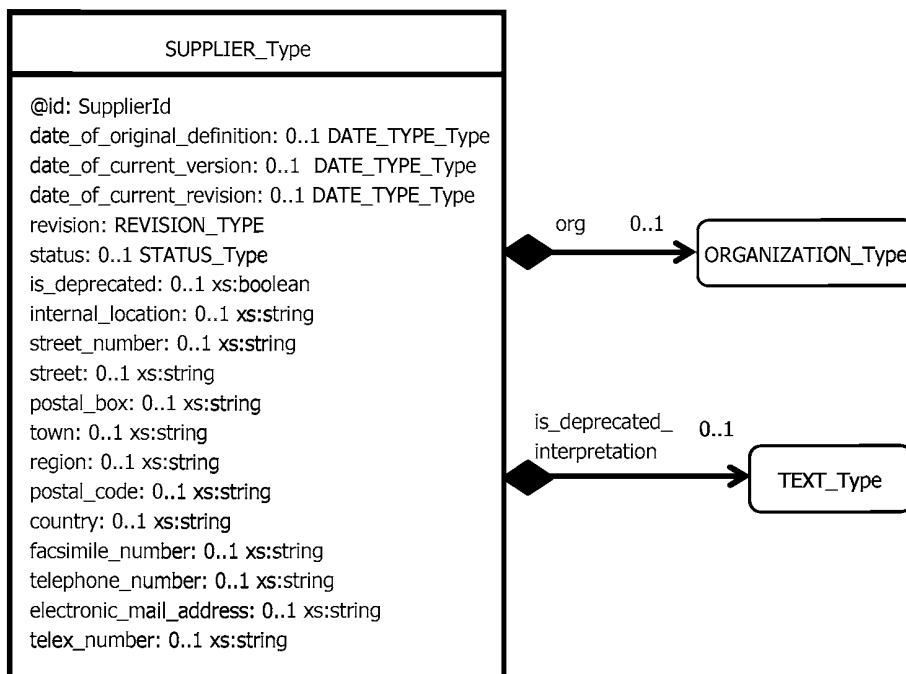 SUPPLIER_Type
@id: SupplierId
date_of_original_definition: 0..1 DATE_TYPE_Type
date_of_current_version: 0..1 DATE_TYPE_Type
date_of_current_revision: 0..1 DATE_TYPE_Type
revision: REVISION_TYPE
status: 0..1 STATUS_Type
is_deprecated: 0..1 xs:boolean
internal_location: 0..1 xs:string
street_number: 0..1 xs:string
street: 0..1 xs:string
postal_box: 0..1 xs:string
town: 0..1 xs:string
region: 0..1 xs:string
postal_code: 0..1 xs:string
country: 0..1 xs:string
facsimile_number: 0..1 xs:string
telephone_number: 0..1 xs:string
electronic_mail_address: 0..1 xs:string
telex_number: 0..1 xs:string
org 0..1
ORGANIZATION_Type
is_deprecated_ 0..1
interpretation
TEXT_Type